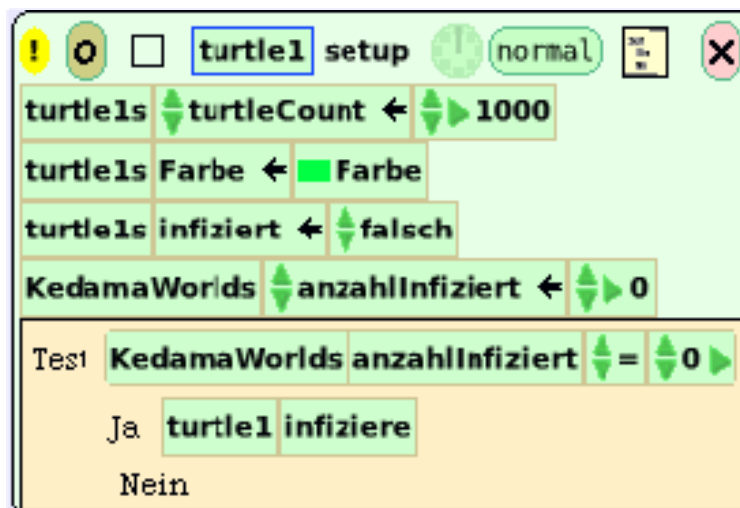 ! O turtle1 setup normal
turtle1s turtleCount ← 1000
turtle1s Farbe ← Farbe
turtle1s infiziert ← falsch
KedamaWorlds anzahlInfiziert ← 0
Test KedamaWorlds anzahlInfiziert = 0
Ja turtle1 infiziere
Nein